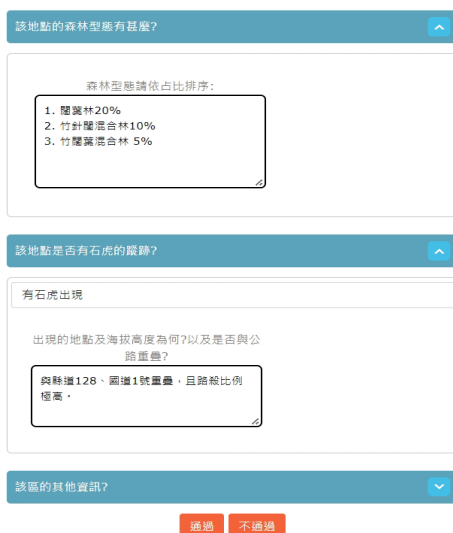 該地點的森林型態有甚麼?
森林型態請依占比排序:
1. 闊葉林20%
2. 竹針闊混合林10%
3. 竹闊葉混合林 5%
該地點是否有石虎的蹤跡?
有石虎出現
出現的地點及海拔高度為何?以及是否與公
路重疊?
與縣道128、國道1號重疊，且路殺比例
極高。
該區的其他資訊?
通過 不通過